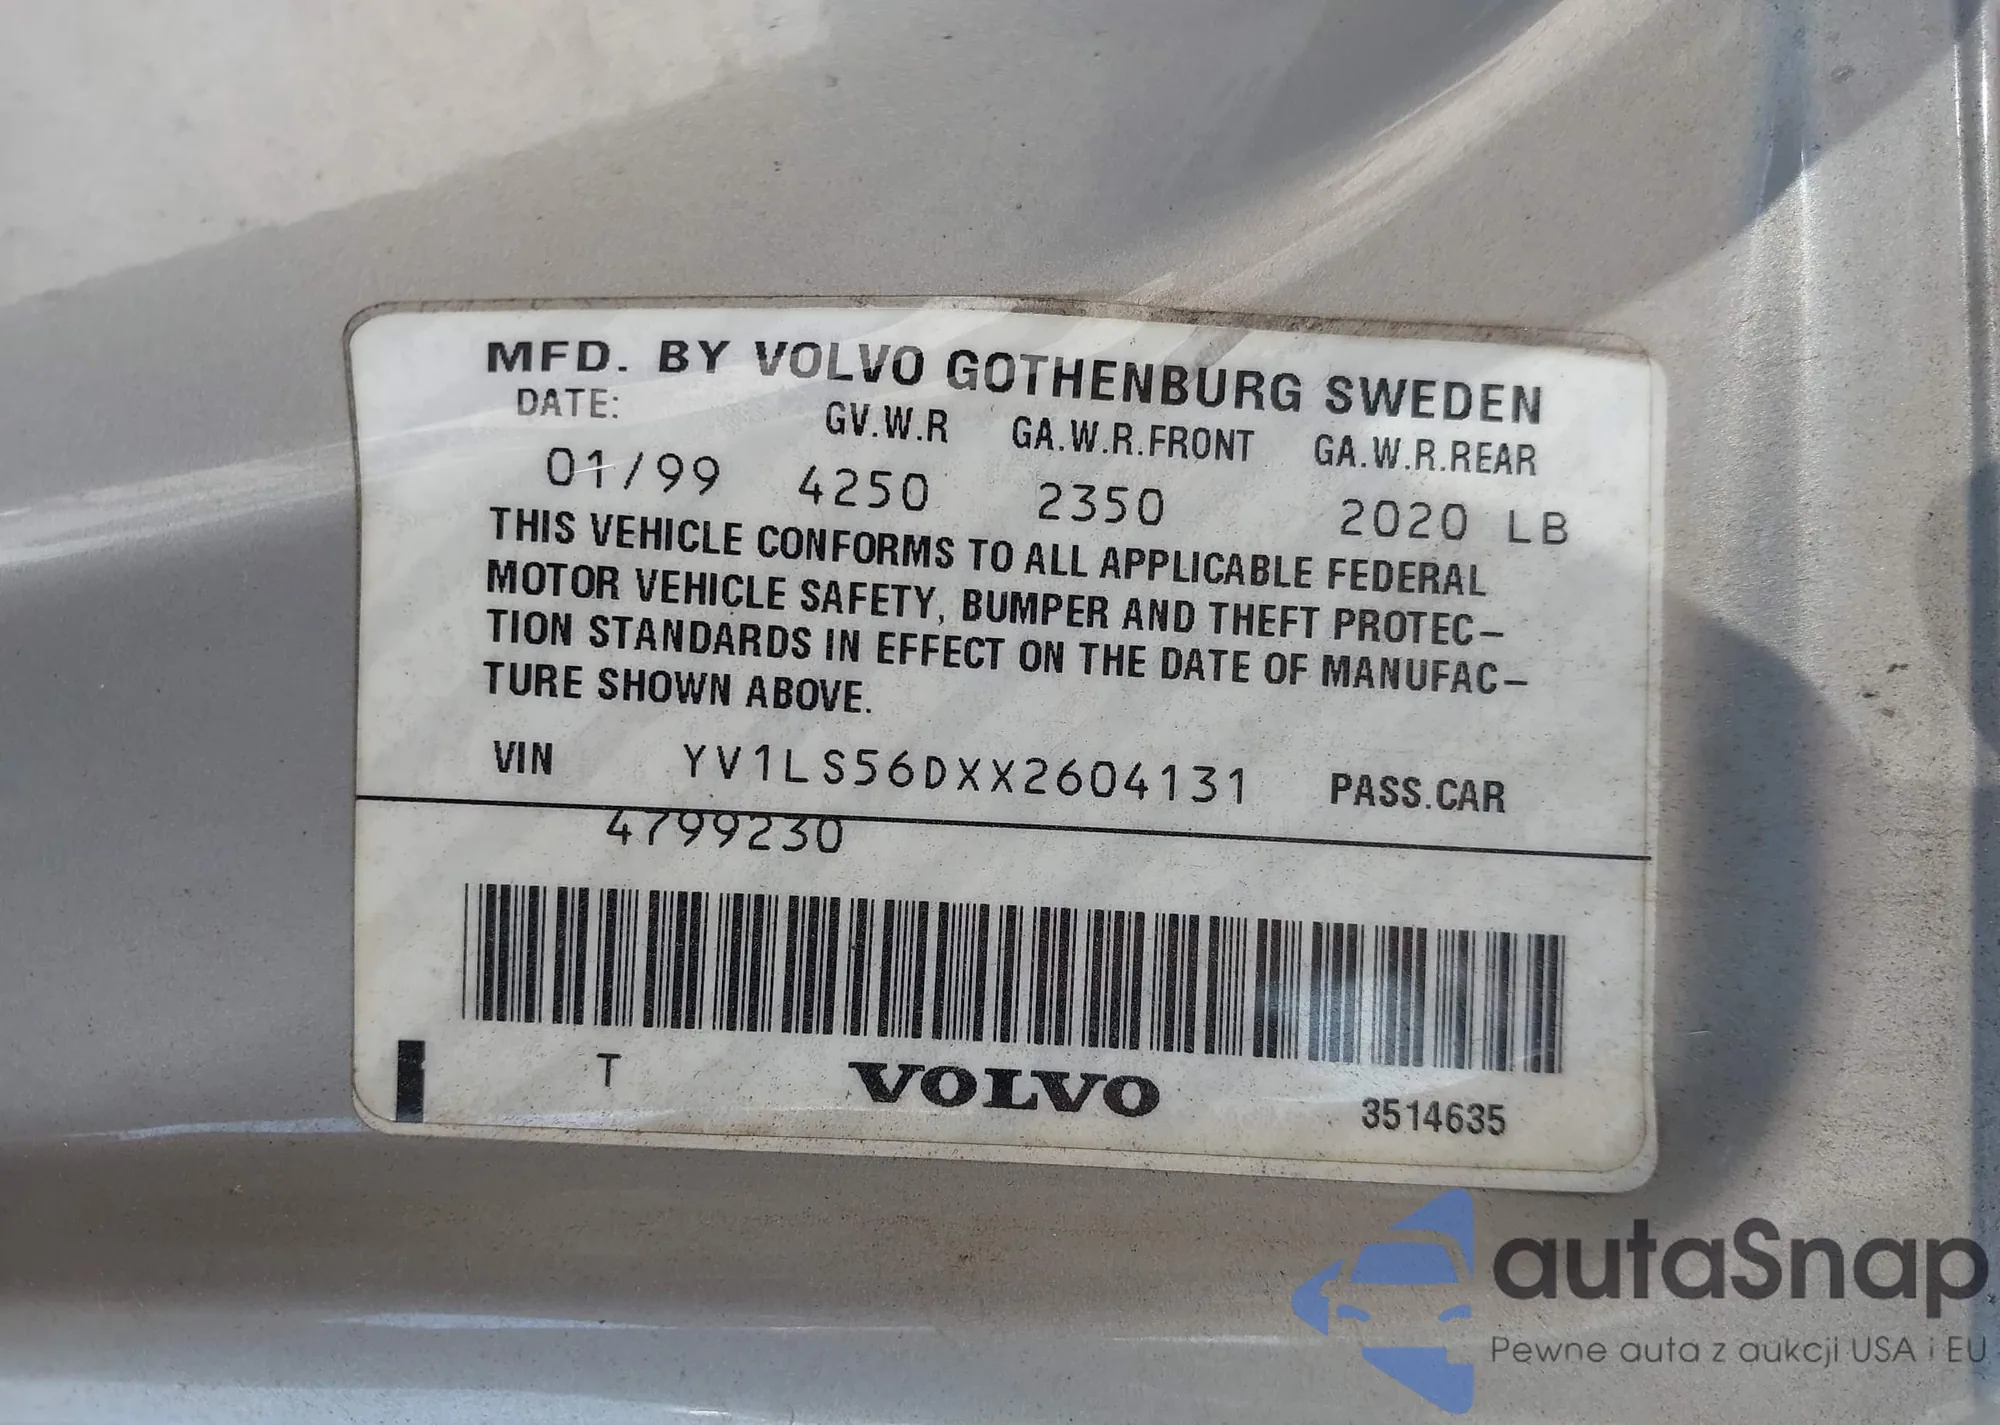 MFD. BY VOLVO GOTHENBURG SWEDEN
DATE: GV.W.R GA.W.R.FRONT GA.W.R.REAR
01/99 4250 2350 2020 LB
THIS VEHICLE CONFORMS TO ALL APPLICABLE FEDERAL
MOTOR VEHICLE SAFETY, BUMPER AND THEFT PROTEC-
TION STANDARDS IN EFFECT ON THE DATE OF MANUFAC-
TURE SHOWN ABOVE.
VIN YV1LS56DXX2604131 PASS.CAR
4799230
T VOLVO 3514635
autaSnap
Pewne auta z aukcji USA i EU